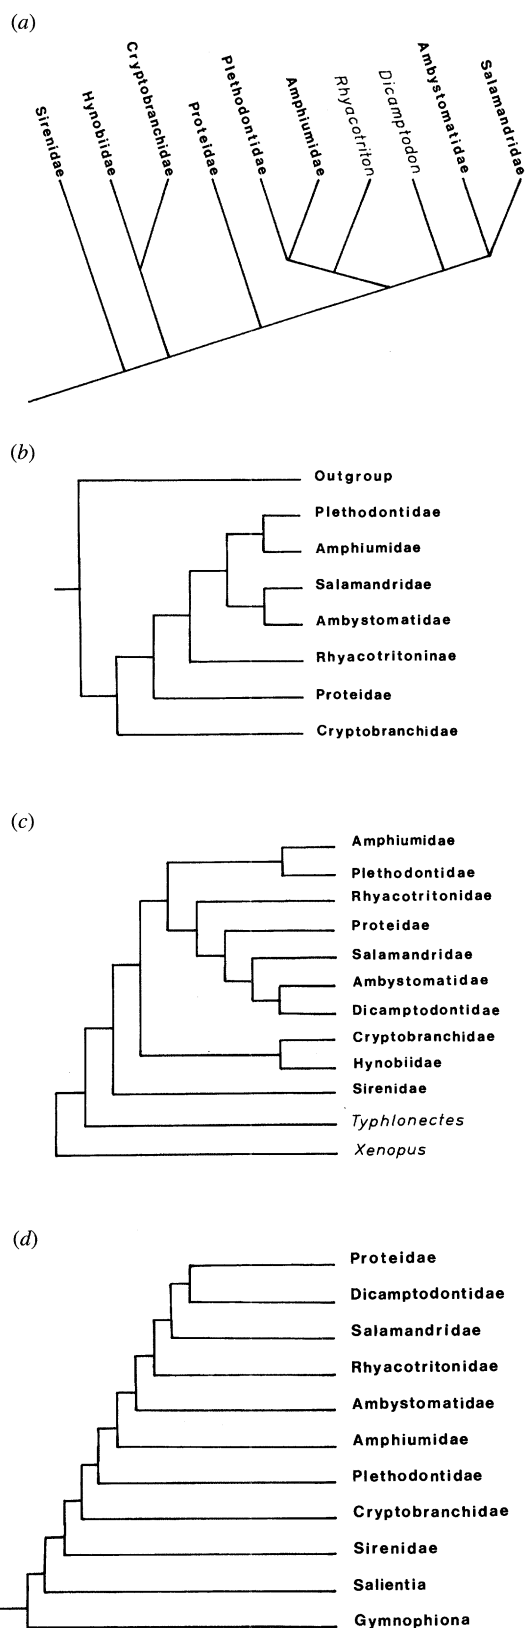 (a)
Sirenidae
Hynobiidae
Cryptobranchidae
Proteidae
Plethodontidae
Amphiumidae
Rhyacotriton
Dicamptodon
Ambystomatidae
Salamandridae
(b)
Outgroup
Plethodontidae
Amphiumidae
Salamandridae
Ambystomatidae
Rhyacotritoninae
Proteidae
Cryptobranchidae
(c)
Amphiumidae
Plethodontidae
Rhyacotritonidae
Proteidae
Salamandridae
Ambystomatidae
Dicamptodontidae
Cryptobranchidae
Hynobiidae
Sirenidae
Typhlonectes
Xenopus
(d)
Proteidae
Dicamptodontidae
Salamandridae
Rhyacotritonidae
Ambystomatidae
Amphiumidae
Plethodontidae
Cryptobranchidae
Sirenidae
Salientia
Gymnophiona